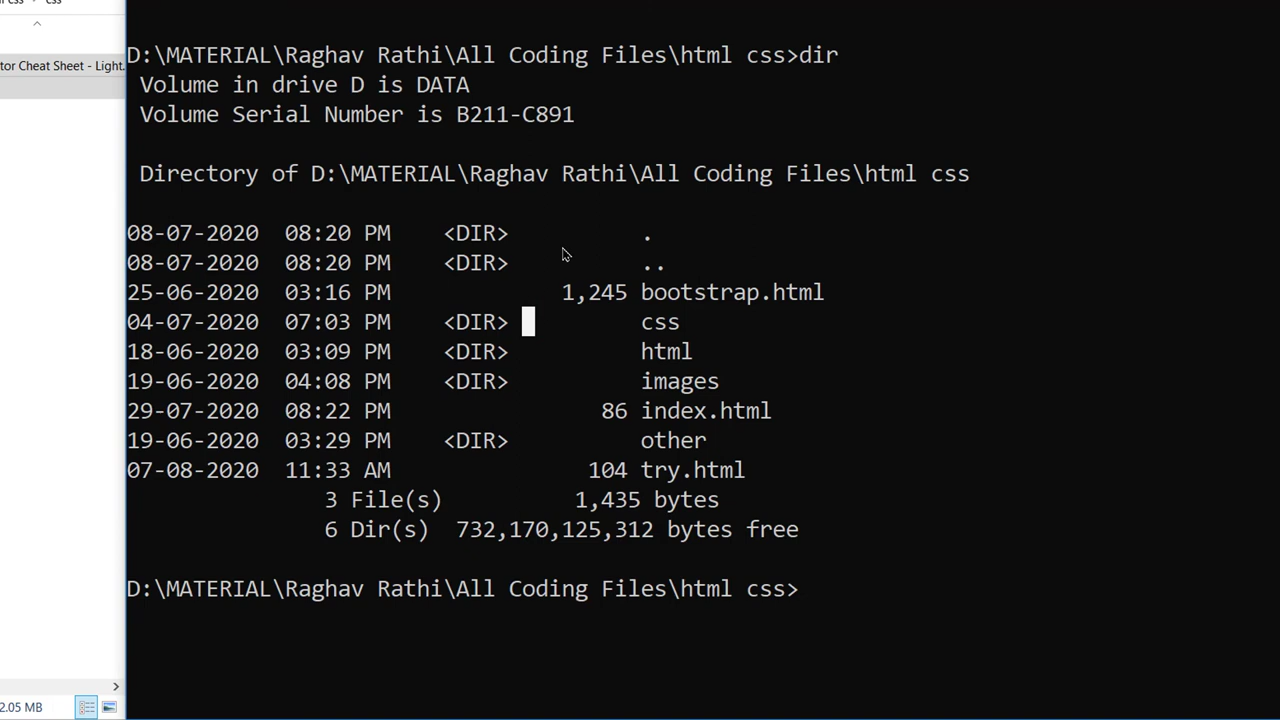 css
tor Cheat Sheet - Light.
D:\MATERIAL\Raghav Rathi\All Coding Files\html css>dir
Volume in drive D is DATA
Volume Serial Number is B211-C891
Directory of D:\MATERIAL\Raghav Rathi\All Coding Files\html css
08-07-2020  08:20 PM    <DIR>          .
08-07-2020  08:20 PM    <DIR>          ..
25-06-2020  03:16 PM             1,245 bootstrap.html
04-07-2020  07:03 PM    <DIR>          css
18-06-2020  03:09 PM    <DIR>          html
19-06-2020  04:08 PM    <DIR>          images
29-07-2020  08:22 PM                86 index.html
19-06-2020  03:29 PM    <DIR>          other
07-08-2020  11:33 AM               104 try.html
3 File(s)          1,435 bytes
6 Dir(s)  732,170,125,312 bytes free
D:\MATERIAL\Raghav Rathi\All Coding Files\html css>
2.05 MB